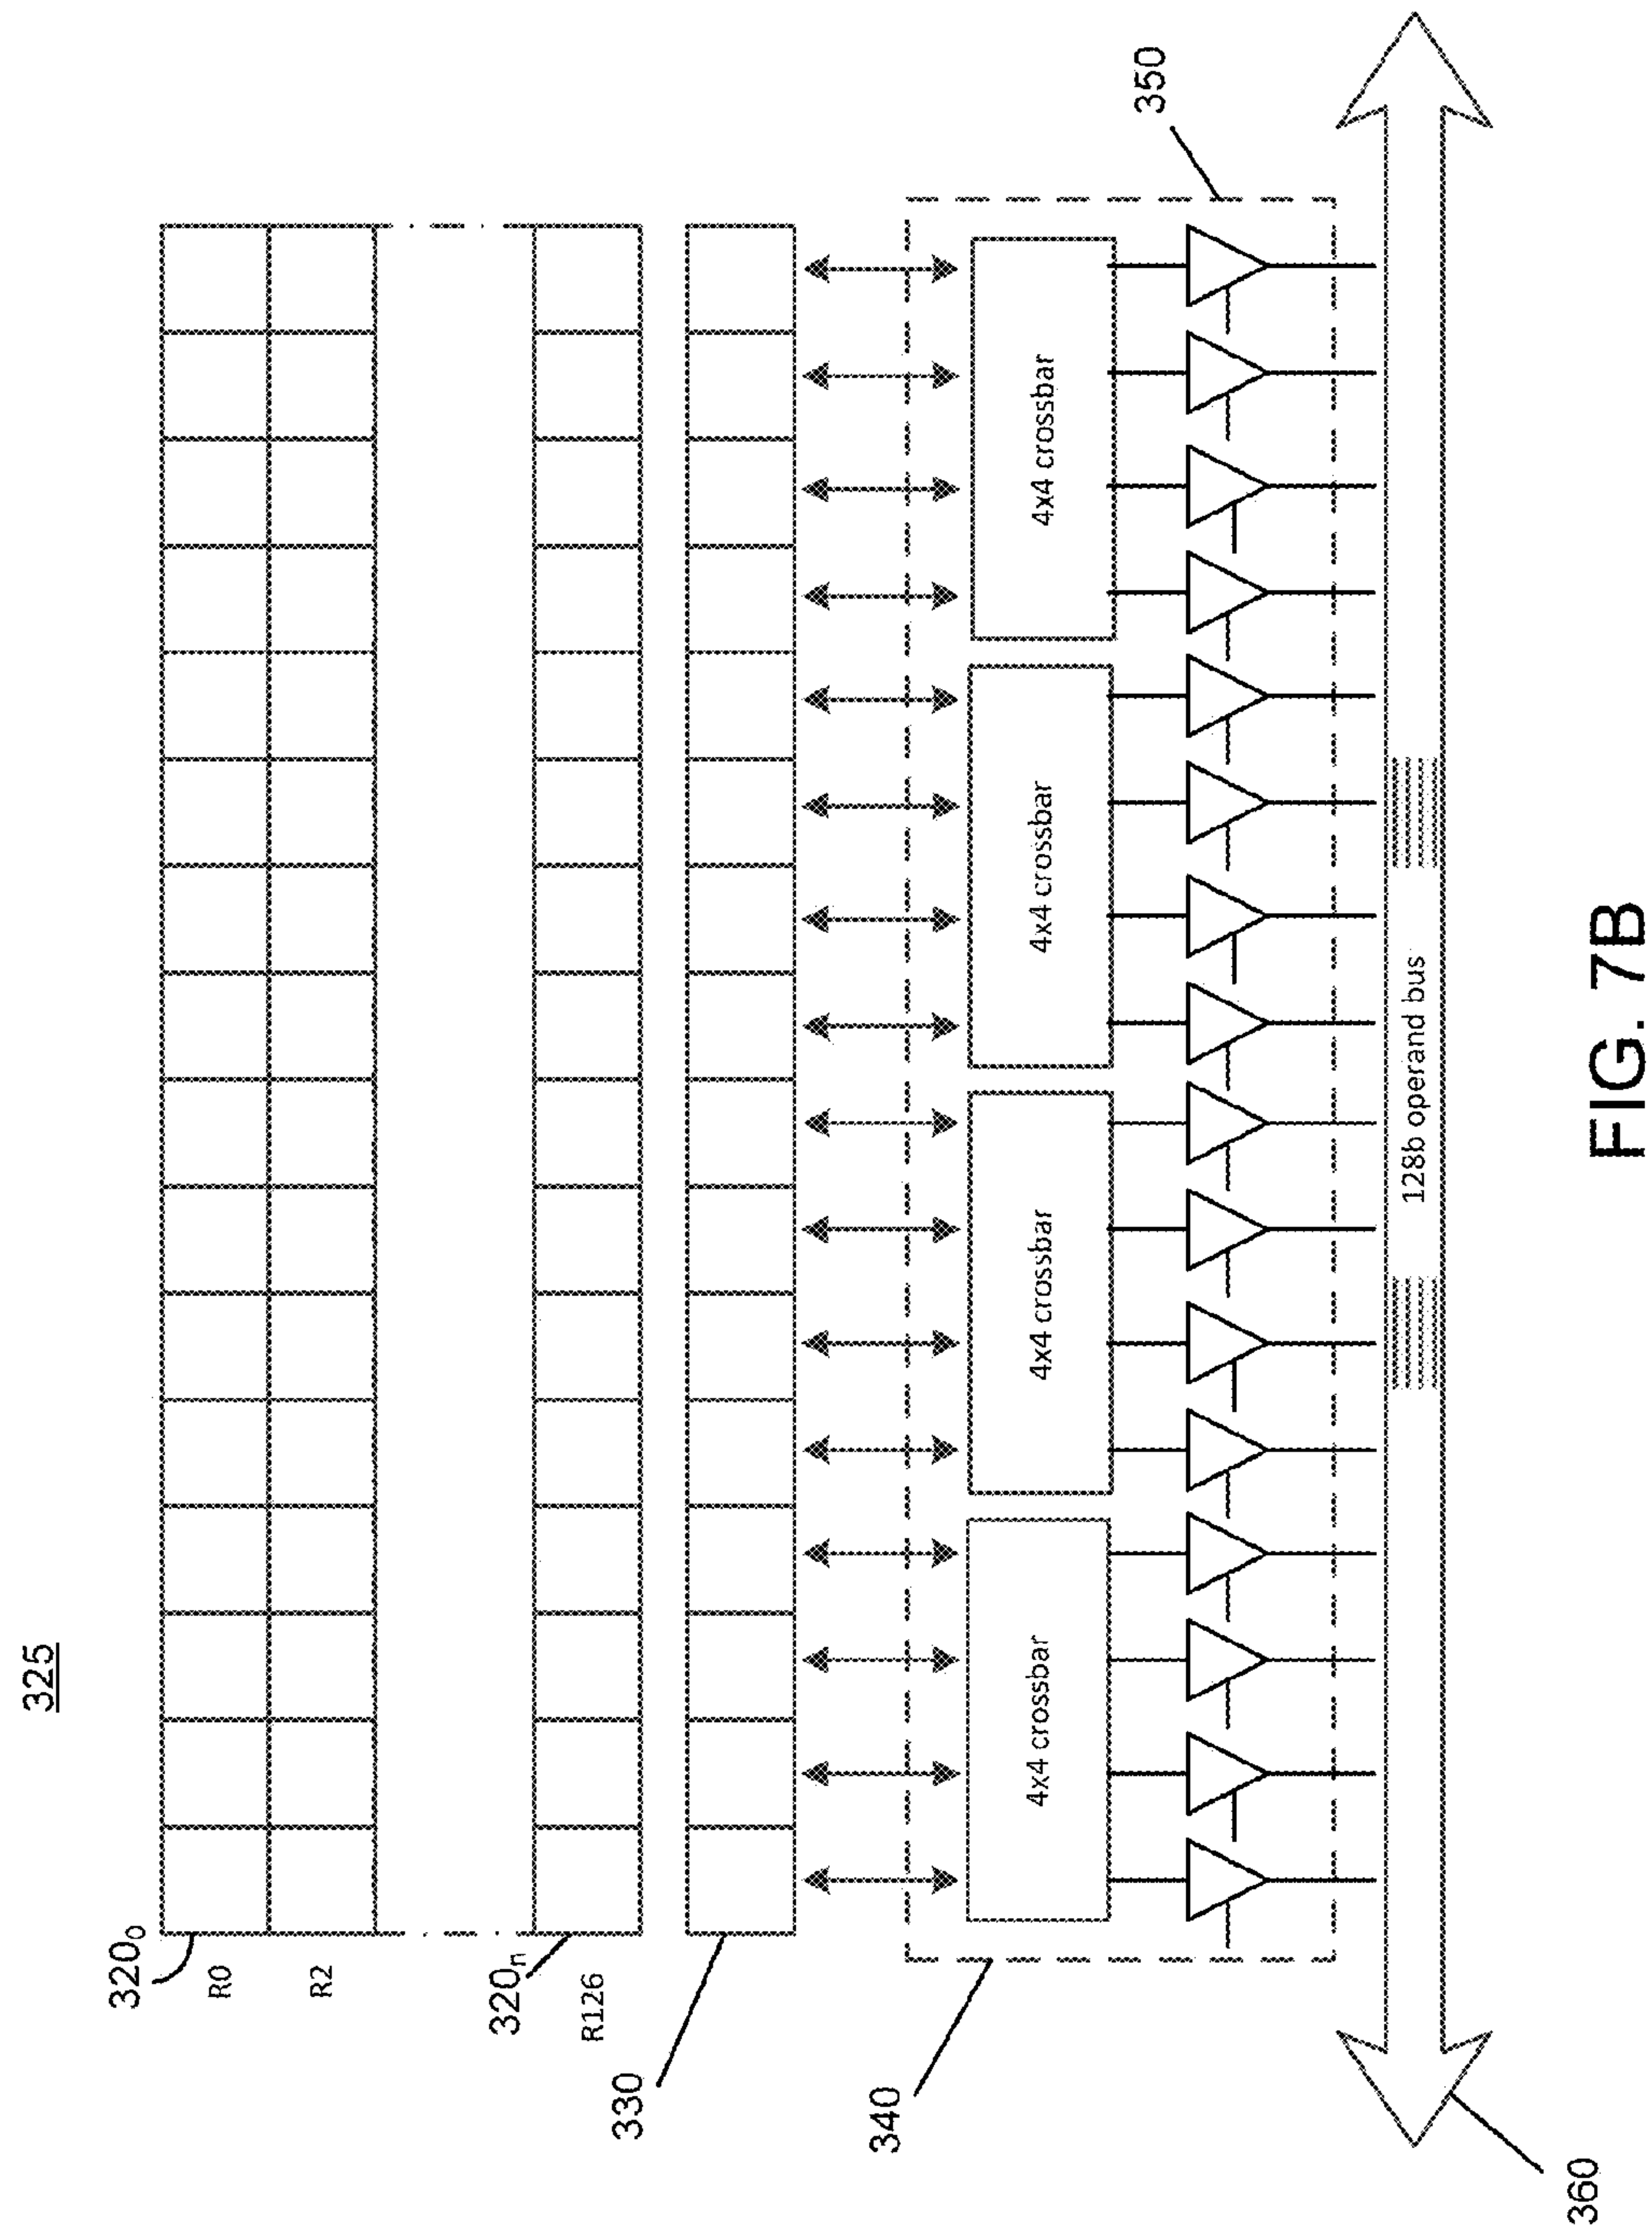 325
320₀
R0
R2
320ₙ
R126
330
340
350
4x4 crossbar
4x4 crossbar
4x4 crossbar
4x4 crossbar
128b operand bus
360
FIG. 7B